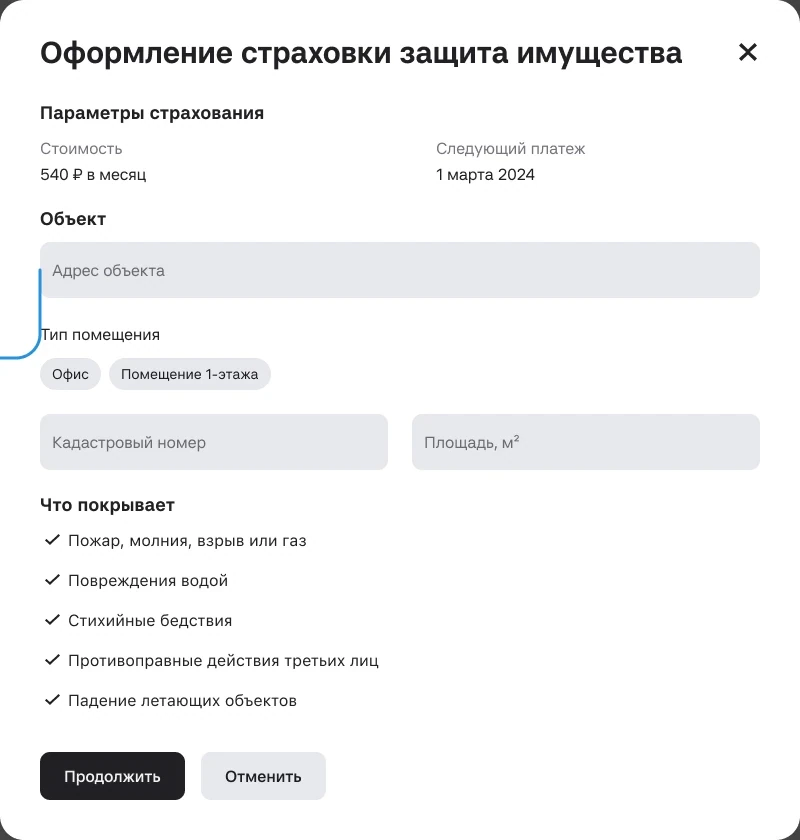 Оформление страховки защита имущества
Параметры страхования
Стоимость
Следующий платеж
540 ₽ в месяц
1 марта 2024
Объект
Адрес объекта
Тип помещения
Офис
Помещение 1-этажа
Кадастровый номер
Площадь, м²
Что покрывает
Пожар, молния, взрыв или газ
Повреждения водой
Стихийные бедствия
Противоправные действия третьих лиц
Падение летающих объектов
Продолжить
Отменить